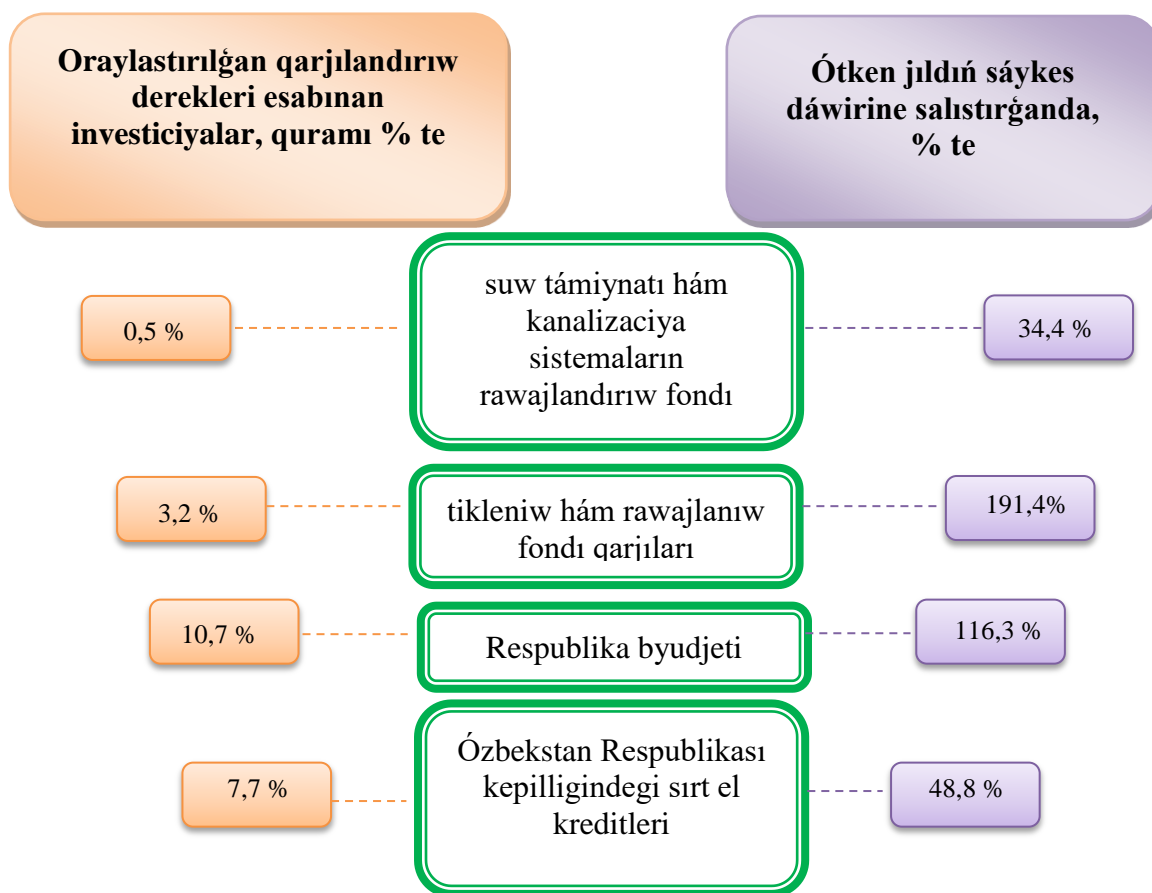 Oraylastırılģan qarjılandırıw
derekleri esabınan
investiciyalar, quramı % te
Ótken jıldıń sáykes
dáwirine salıstırģanda,
% te
0,5 %
suw támiynatı hám
kanalizaciya
sistemaların
rawajlandırıw fondı
34,4 %
3,2 %
tikleniw hám rawajlanıw
fondı qarjıları
191,4%
10,7 %
Respublika byudjeti
116,3 %
7,7 %
Ózbekstan Respublikası
kepilligindegi sırt el
kreditleri
48,8 %